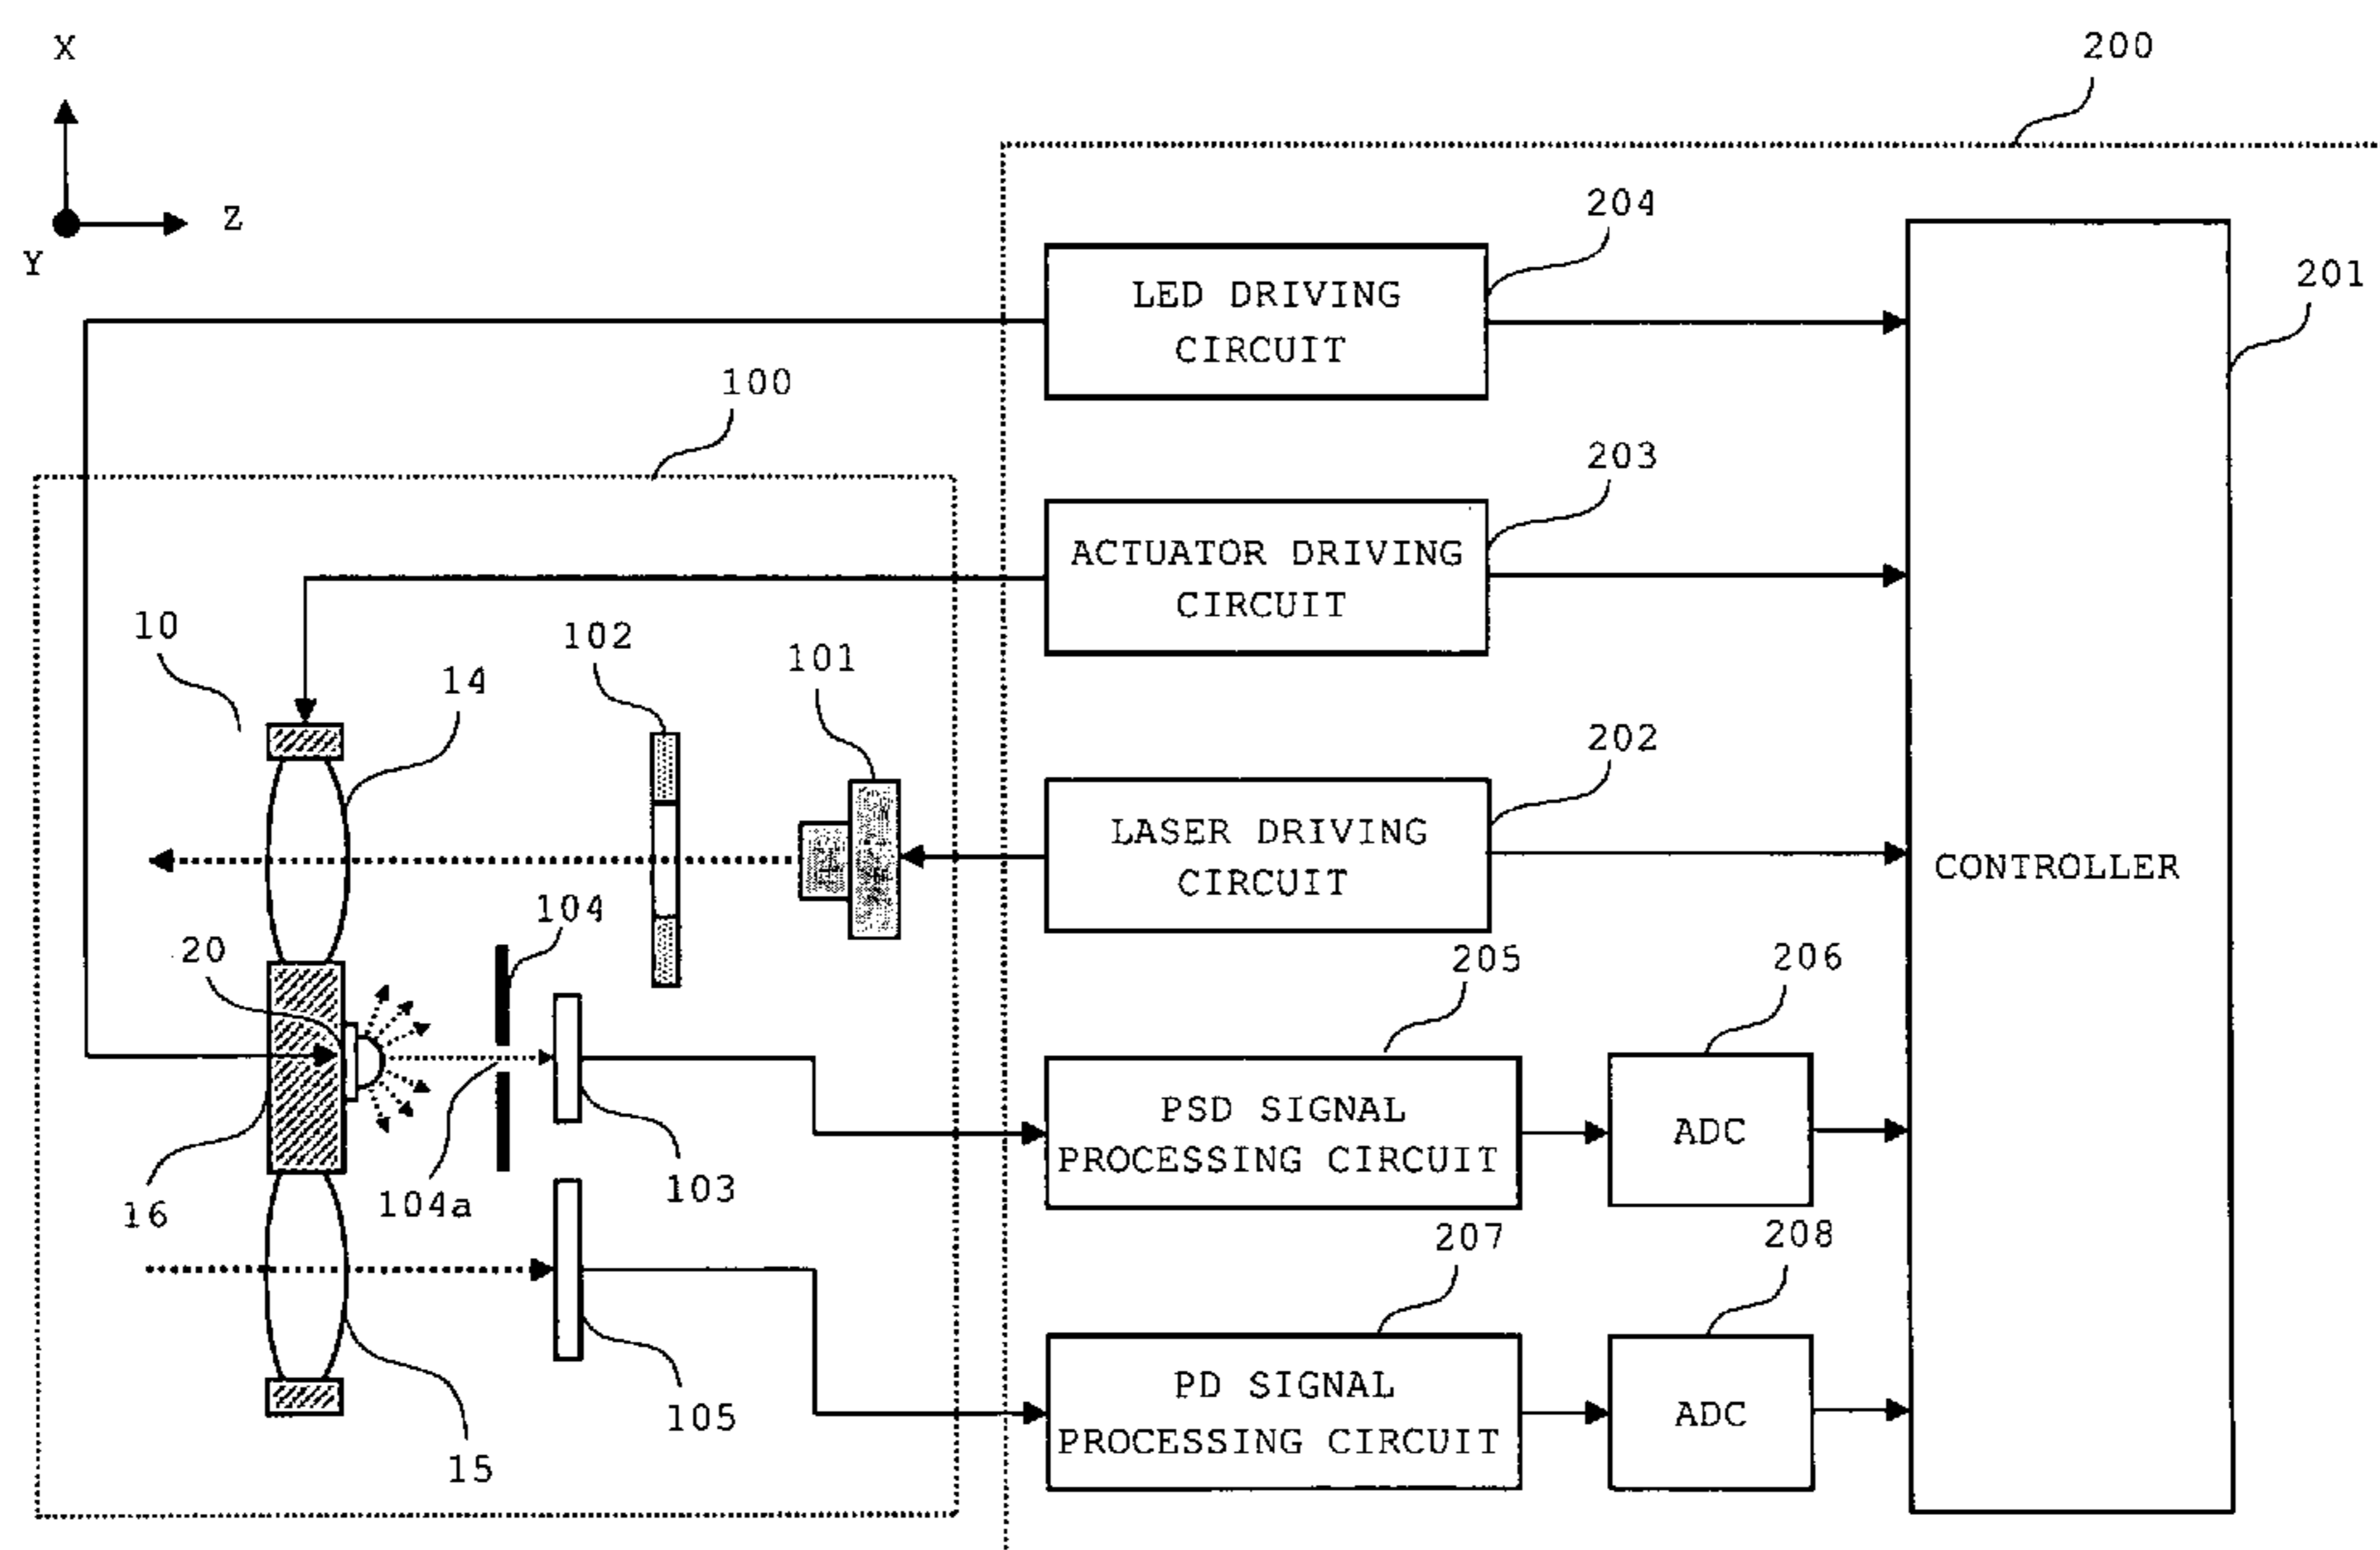 X
200
204
Z
201
Y
LED DRIVING
CIRCUIT
100
203
ACTUATOR DRIVING
CIRCUIT
10
102
101
14
202
LASER DRIVING
CIRCUIT
CONTROLLER
104
20
205
206
PSD SIGNAL
PROCESSING CIRCUIT
ADC
103
104a
16
207
208
PD SIGNAL
PROCESSING CIRCUIT
ADC
105
15